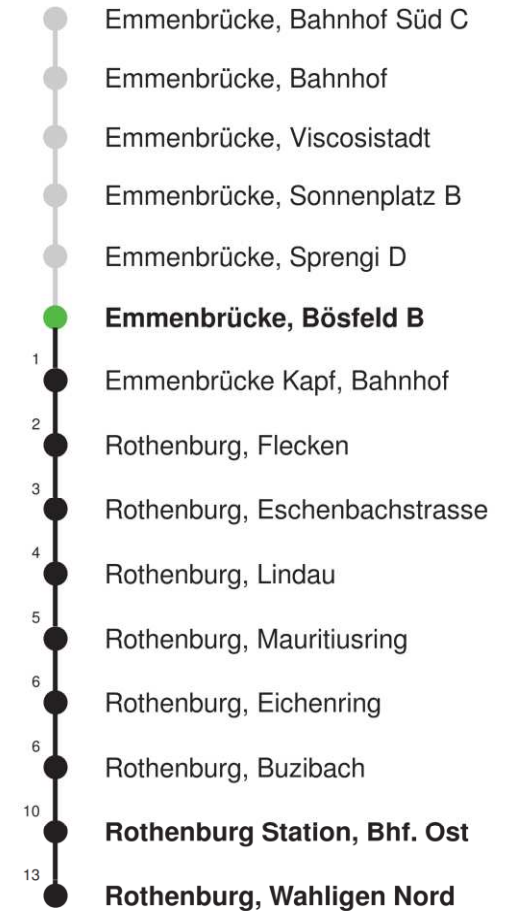 Emmenbrücke, Bahnhof Süd C
Emmenbrücke, Bahnhof
Emmenbrücke, Viscosistadt
Emmenbrücke, Sonnenplatz B
Emmenbrücke, Sprengi D
Emmenbrücke, Bösfeld B
1 Emmenbrücke Kapf, Bahnhof
2 Rothenburg, Flecken
3 Rothenburg, Eschenbachstrasse
4 Rothenburg, Lindau
5 Rothenburg, Mauritiusring
6 Rothenburg, Eichenring
6 Rothenburg, Buzibach
10 Rothenburg Station, Bhf. Ost
13 Rothenburg, Wahligen Nord